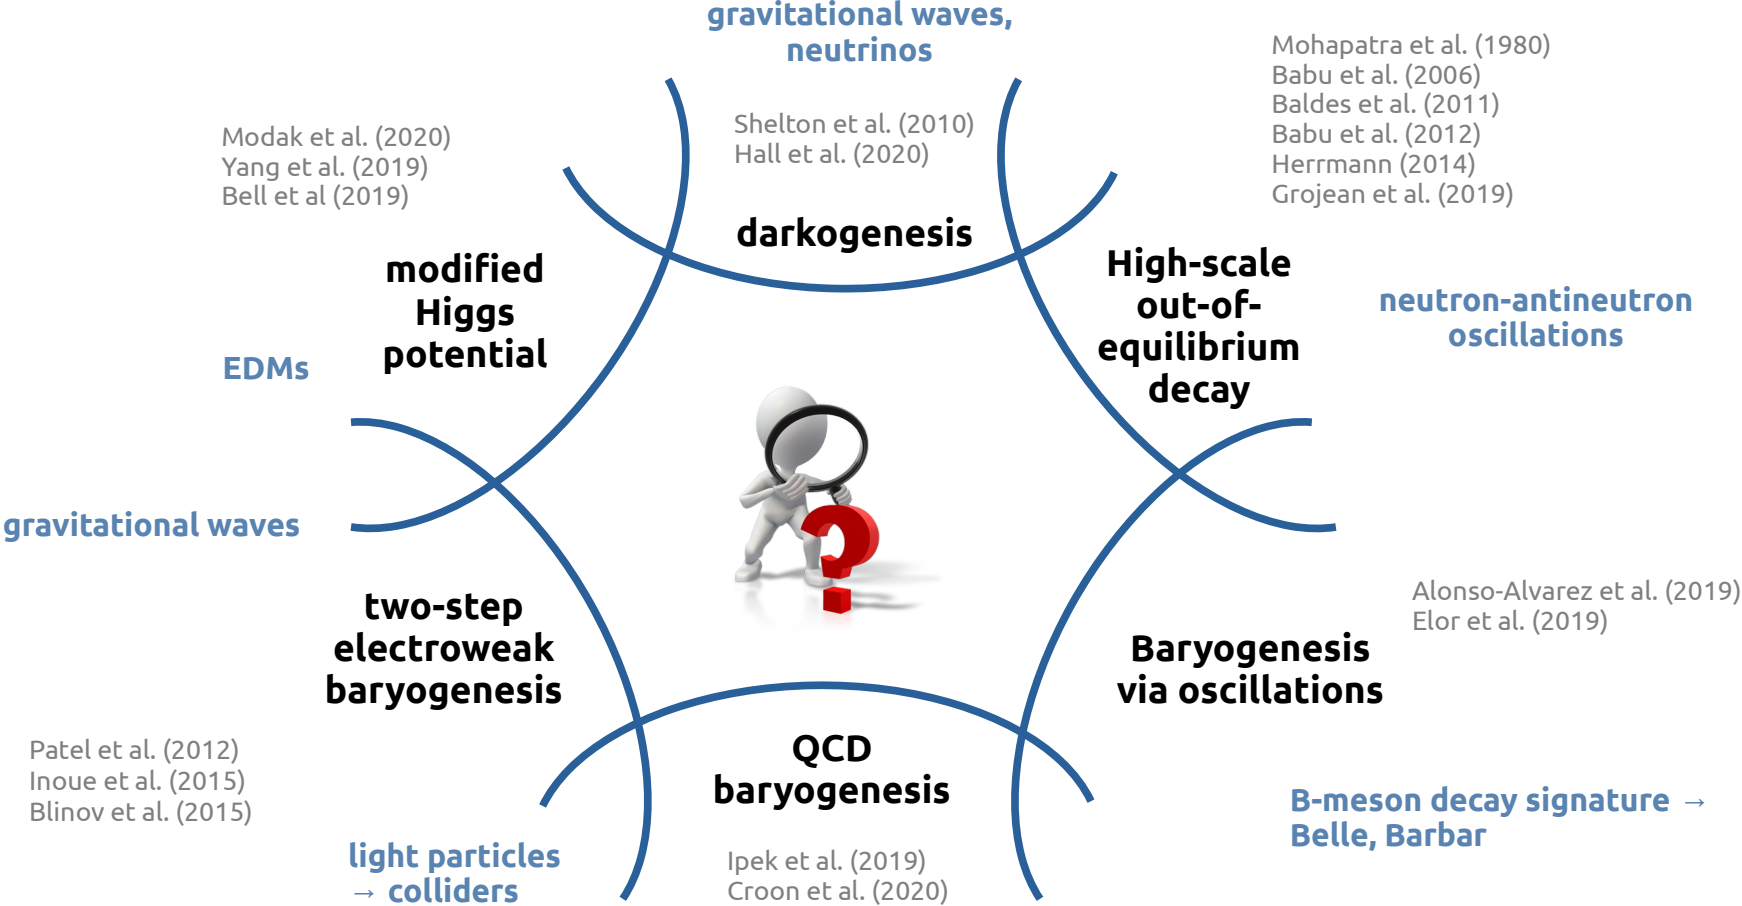 gravitational waves,
neutrinos
Shelton et al. (2010)
Hall et al. (2020)
darkogenesis
Modak et al. (2020)
Yang et al. (2019)
Bell et al (2019)
modified
Higgs
potential
EDMs
Mohapatra et al. (1980)
Babu et al. (2006)
Baldes et al. (2011)
Babu et al. (2012)
Herrmann (2014)
Grojean et al. (2019)
High-scale
out-of-
equilibrium
decay
neutron-antineutron
oscillations
gravitational waves
two-step
electroweak
baryogenesis
Patel et al. (2012)
Inoue et al. (2015)
Blinov et al. (2015)
light particles
→ colliders
QCD
baryogenesis
Ipek et al. (2019)
Croon et al. (2020)
Alonso-Alvarez et al. (2019)
Elor et al. (2019)
Baryogenesis
via oscillations
B-meson decay signature →
Belle, Barbar
?